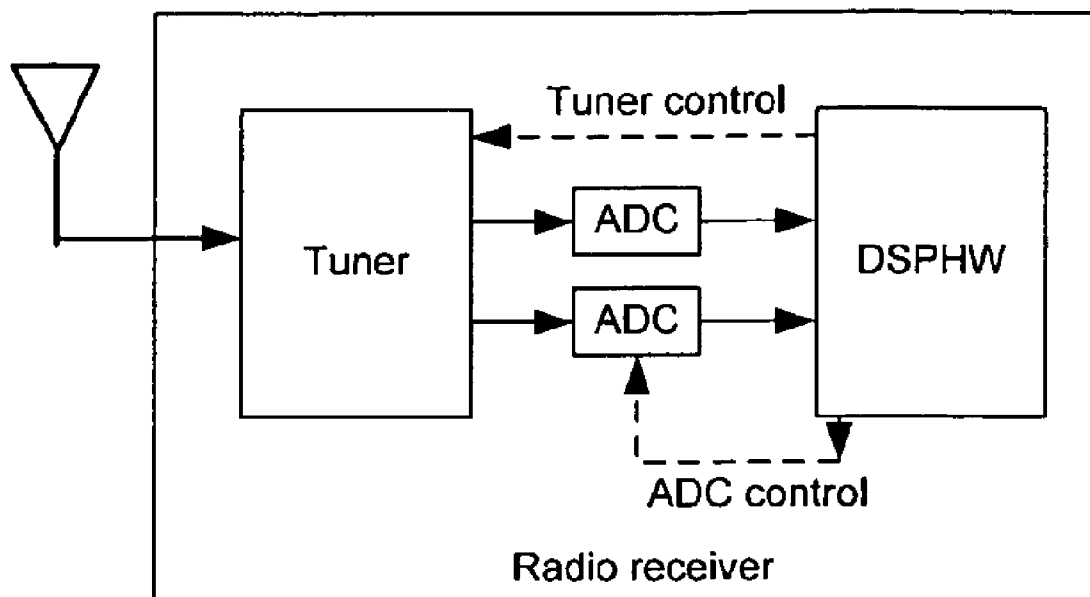 Tuner control
ADC
Tuner
DSPHW
ADC
ADC control
Radio receiver